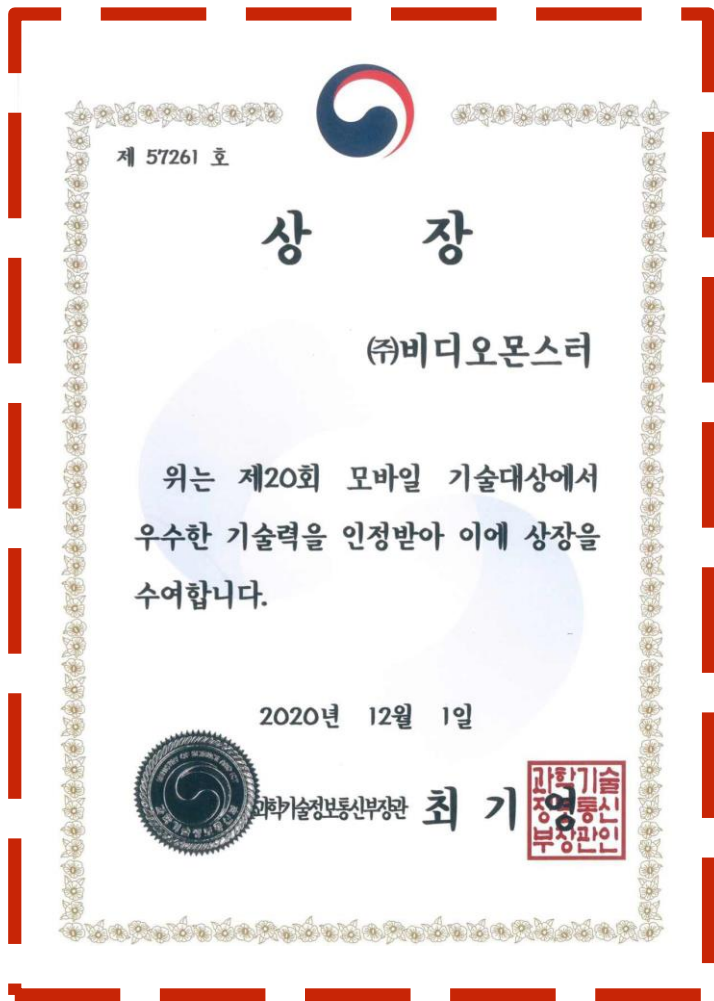 제 57261 호
상 장
㈜비디오몬스터
위는 제20회 모바일 기술대상에서
우수한 기술력을 인정받아 이에 상장을
수여합니다.
2020년 12월 1일
과학기술정보통신부장관 최 기 영
과학기술
정보통신
부장관인